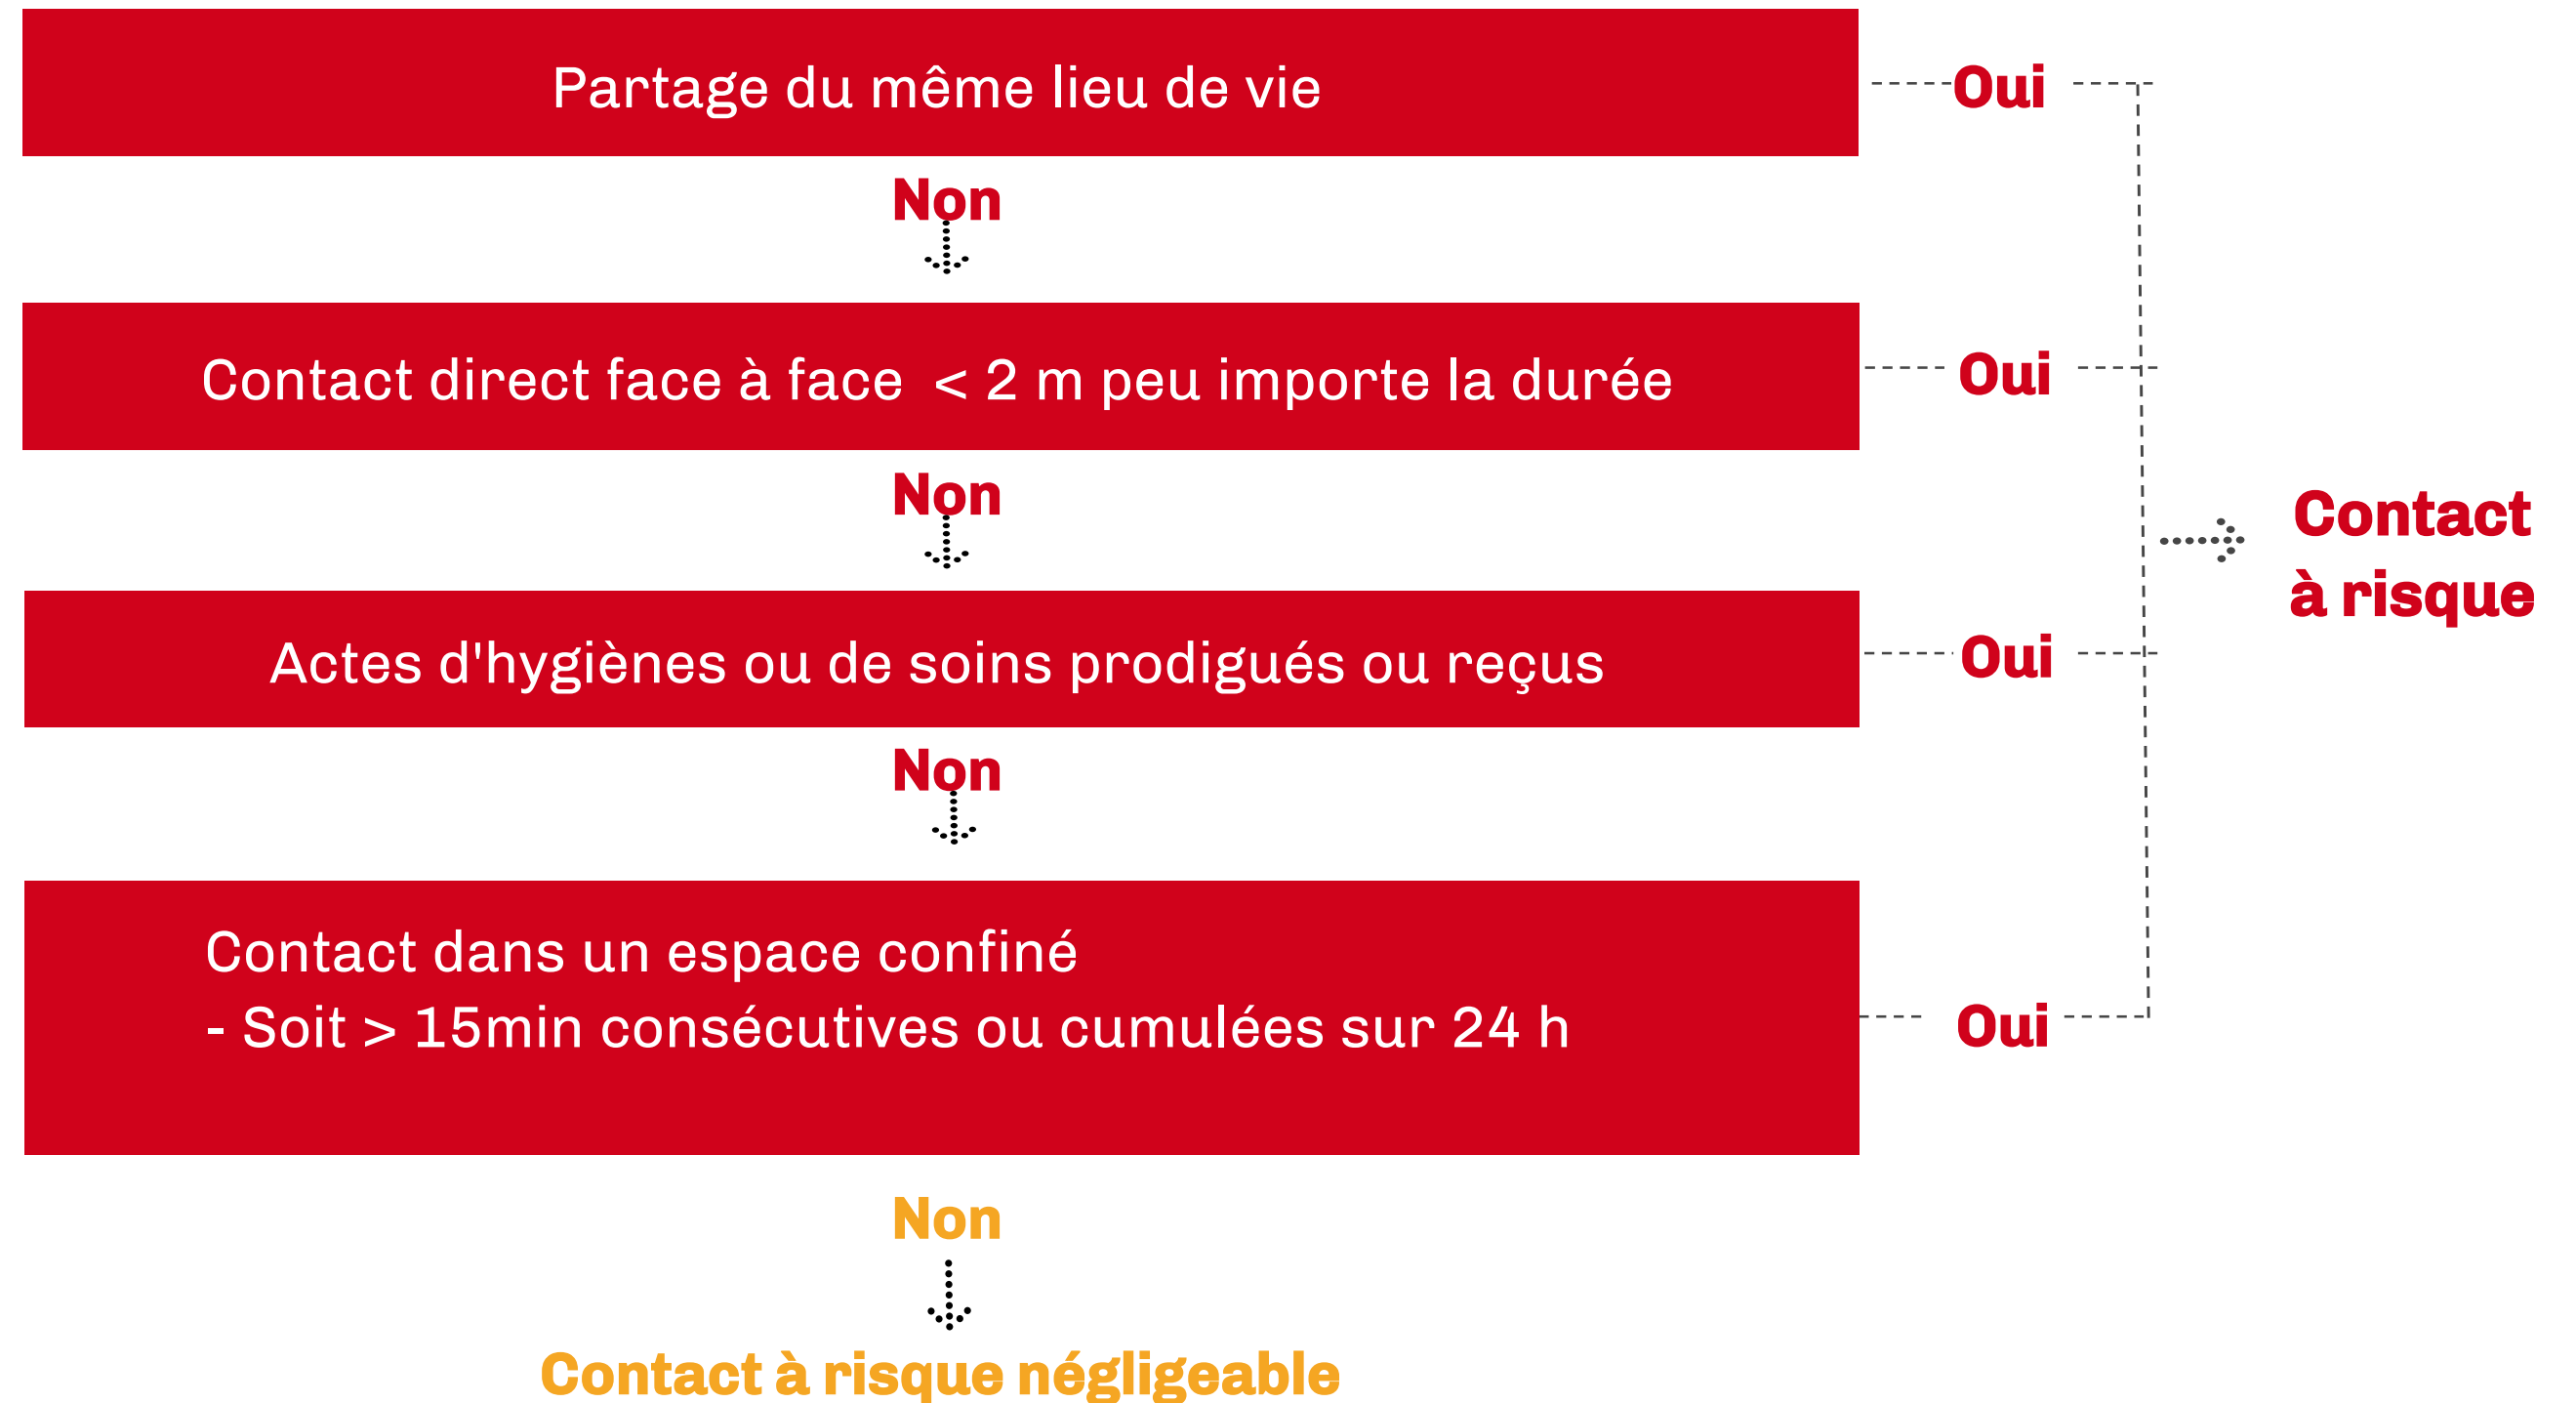 Partage du même lieu de vie
Oui
Non
Contact direct face à face < 2 m peu importe la durée
Oui
Non
Contact
à risque
Actes d'hygiènes ou de soins prodigués ou reçus
Oui
Non
Contact dans un espace confiné
- Soit > 15min consécutives ou cumulées sur 24 h
Oui
Non
Contact à risque négligeable